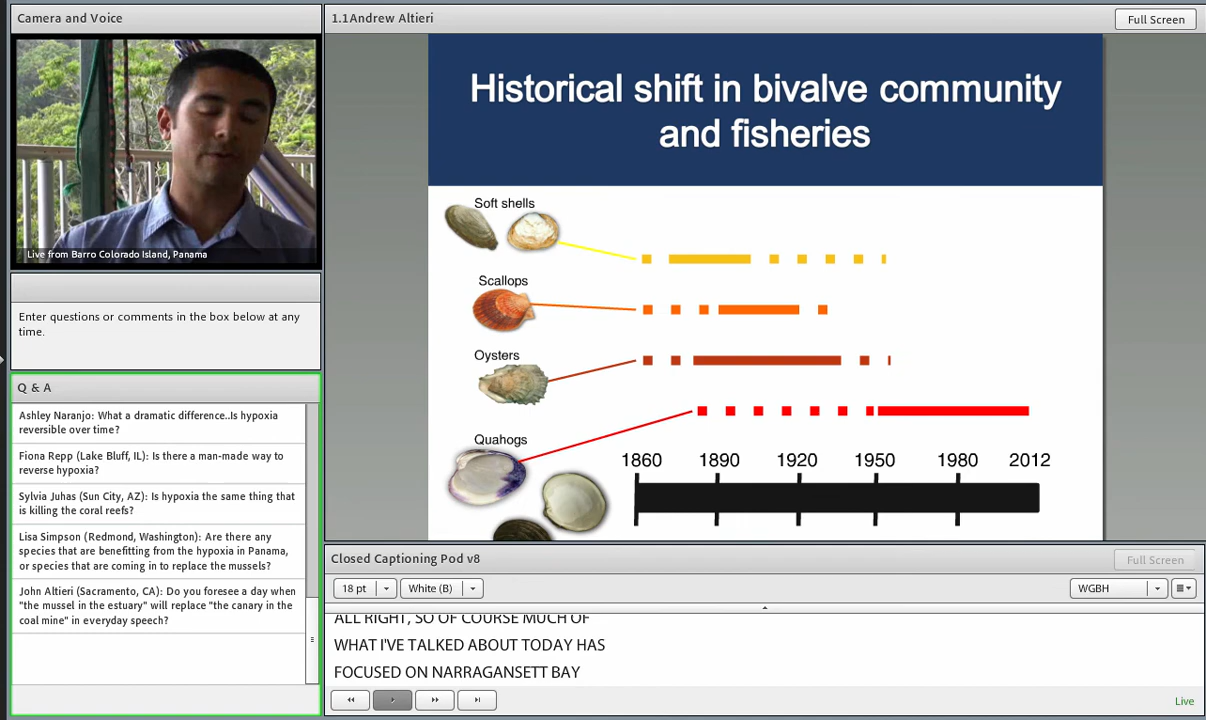 Camera and Voice
Live from Barro Colorado Island, Panama
Enter questions or comments in the box below at any
time.
Q & A
Ashley Naranjo: What a dramatic difference..Is hypoxia
reversible over time?
Fiona Repp (Lake Bluff, IL): Is there a man-made way to
reverse hypoxia?
Sylvia Juhas (Sun City, AZ): Is hypoxia the same thing that
is killing the coral reefs?
Lisa Simpson (Redmond, Washington): Are there any
species that are benefitting from the hypoxia in Panama,
or species that are coming in to replace the mussels?
John Altieri (Sacramento, CA): Do you foresee a day when
"the mussel in the estuary" will replace "the canary in the
coal mine" in everyday speech?
1.1Andrew Altieri
Full Screen
Historical shift in bivalve community
and fisheries
Soft shells
Scallops
Oysters
Quahogs
1860 1890 1920 1950 1980 2012
Closed Captioning Pod v8
Full Screen
18 pt
White (B)
WGBH
ALL RIGHT, SO OF COURSE MUCH OF
WHAT I'VE TALKED ABOUT TODAY HAS
FOCUSED ON NARRAGANSETT BAY
Live